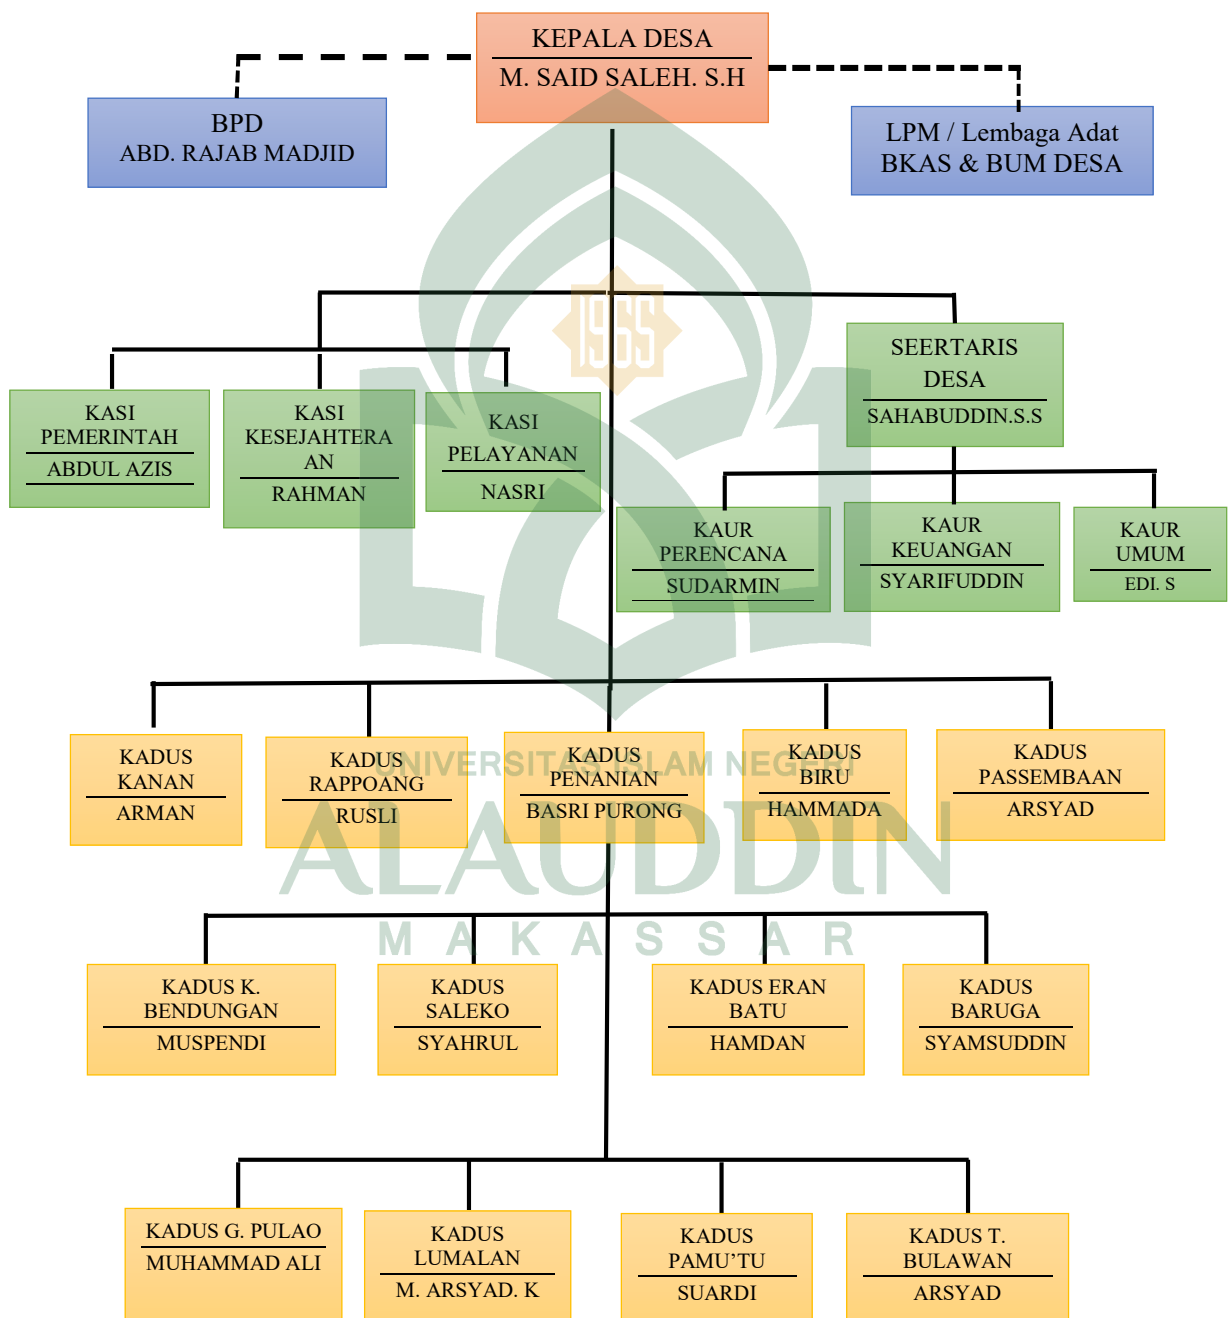 KEPALA DESA
M. SAID SALEH. S.H
BPD
ABD. RAJAB MADJID
LPM / Lembaga Adat
BKAS & BUM DESA
1965
SEERTARIS
DESA
SAHABUDDIN.S.S
KASI
PEMERINTAH
ABDUL AZIS
KASI
KESEJAHTERA
AN
RAHMAN
KASI
PELAYANAN
NASRI
KAUR
PERENCANA
SUDARMIN
KAUR
KEUANGAN
SYARIFUDDIN
KAUR
UMUM
EDI. S
KADUS
KANAN
ARMAN
KADUS
RAPPOANG
RUSLI
KADUS
PENANIAN
BASRI PURONG
KADUS
BIRU
HAMMADA
KADUS
PASSEMBAAN
ARSYAD
UNIVERSITAS ISLAM NEGERI
ALAUDDIN
MAKASSAR
KADUS K.
BENDUNGAN
MUSPENDI
KADUS
SALEKO
SYAHRUL
KADUS ERAN
BATU
HAMDAN
KADUS
BARUGA
SYAMSUDDIN
KADUS G. PULAO
MUHAMMAD ALI
KADUS
LUMALAN
M. ARSYAD. K
KADUS
PAMU’TU
SUARDI
KADUS T.
BULAWAN
ARSYAD